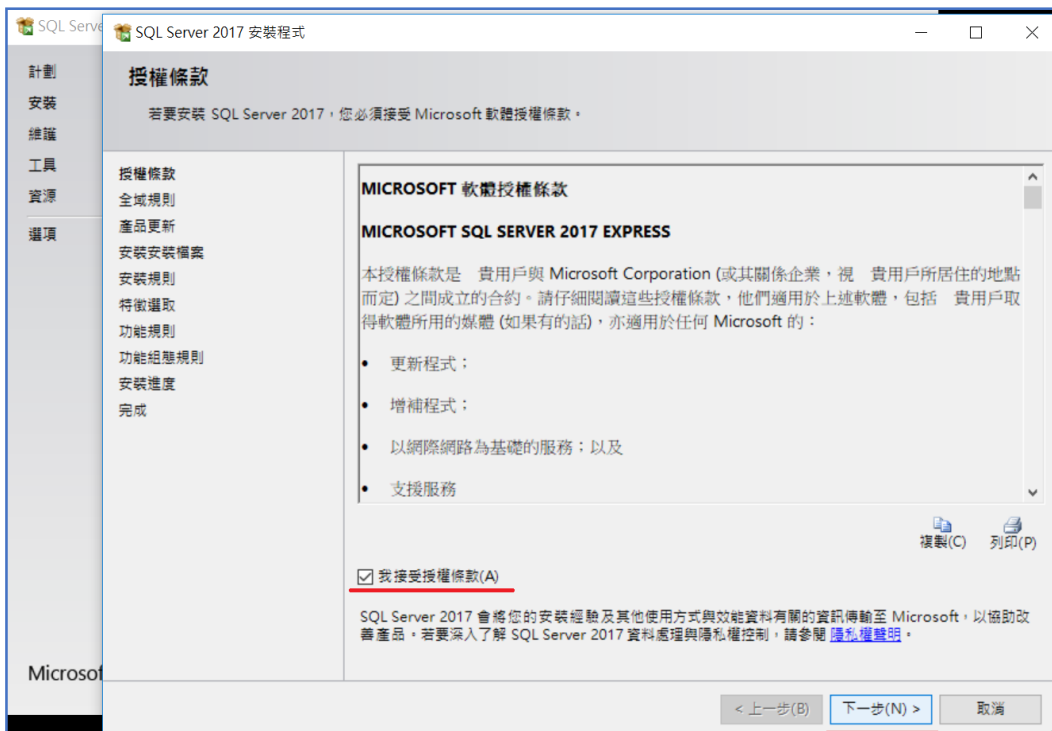 SQL Serve
SQL Server 2017 安裝程式
計劃
安裝
維護
工具
資源
選項
Microsof
授權條款
若要安裝 SQL Server 2017，您必須接受 Microsoft 軟體授權條款。
授權條款
全域規則
產品更新
安裝安裝檔案
安裝規則
特徵選取
功能規則
功能組態規則
安裝進度
完成
MICROSOFT 軟體授權條款
MICROSOFT SQL SERVER 2017 EXPRESS
本授權條款是 貴用戶與 Microsoft Corporation (或其關係企業，視 貴用戶所居住的地點
而定) 之間成立的合約。請仔細閱讀這些授權條款，他們適用於上述軟體，包括 貴用戶取
得軟體所用的媒體 (如果有的話)，亦適用於任何 Microsoft 的：
• 更新程式；
• 增補程式；
• 以網際網路為基礎的服務；以及
• 支援服務
複製(C) 列印(P)
我接受授權條款(A)
SQL Server 2017 會將您的安裝經驗及其他使用方式與效能資料有關的資訊傳輸至 Microsoft，以協助改
善產品。若要深入了解 SQL Server 2017 資料處理與隱私權控制，請參閱 隱私權聲明。
< 上一步(B) 下一步(N) > 取消